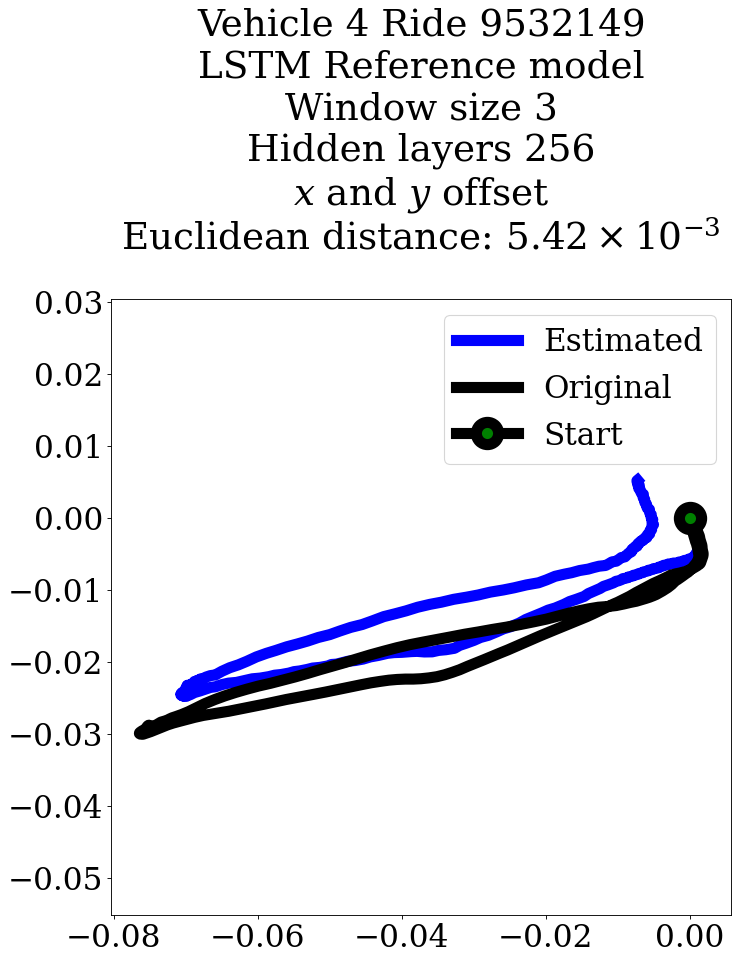 Vehicle 4 Ride 9532149
LSTM Reference model
Window size 3
Hidden layers 256
x and y offset
Euclidean distance: 5.42 × 10⁻³
0.03
0.02
0.01
0.00
−0.01
−0.02
−0.03
−0.04
−0.05
Estimated
Original
Start
−0.08 −0.06 −0.04 −0.02 0.00